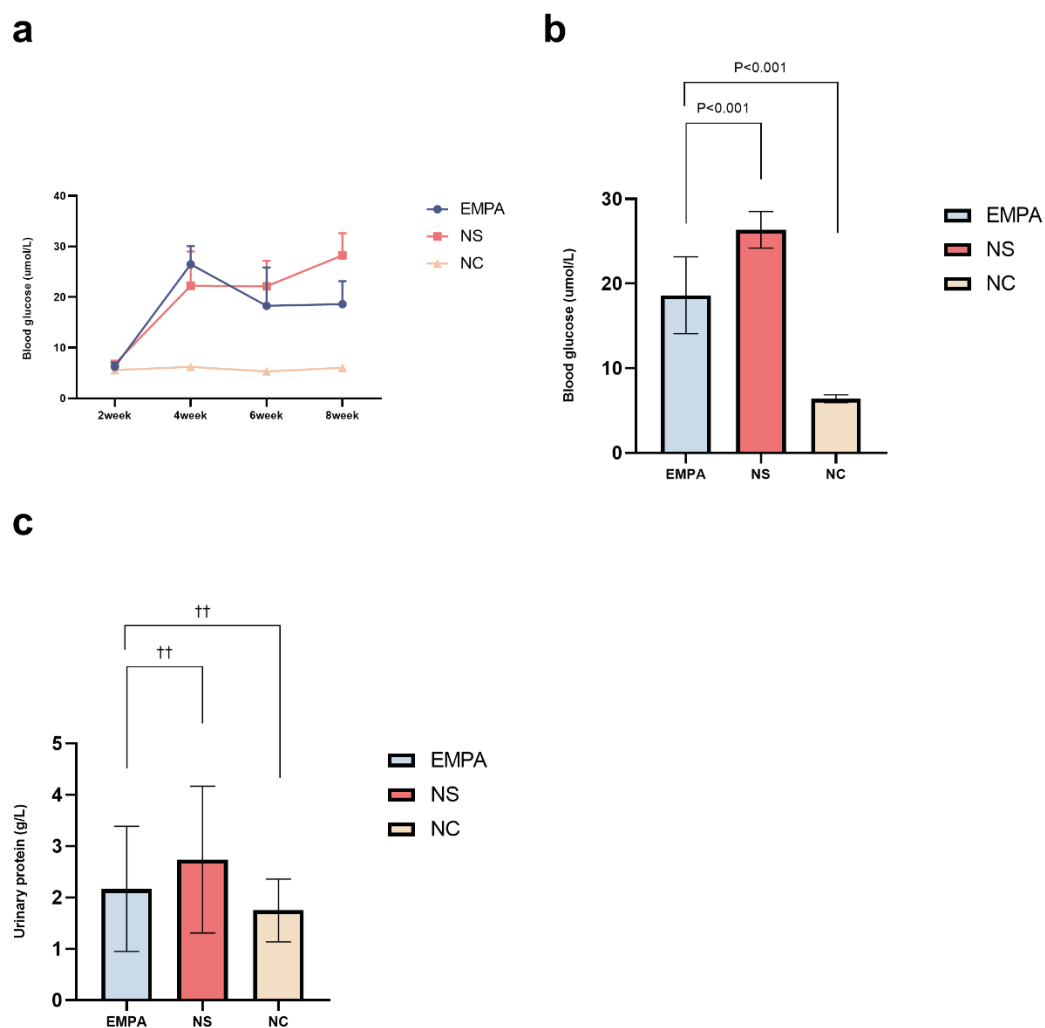 a
Blood glucose (umol/L)
40
30
20
10
0
2week
4week
6week
8week
EMPA
NS
NC
b
P<0.001
P<0.001
Blood glucose (umol/L)
30
20
10
0
EMPA
NS
NC
EMPA
NS
NC
c
††
††
Urinary protein (g/L)
5
4
3
2
1
0
EMPA
NS
NC
EMPA
NS
NC